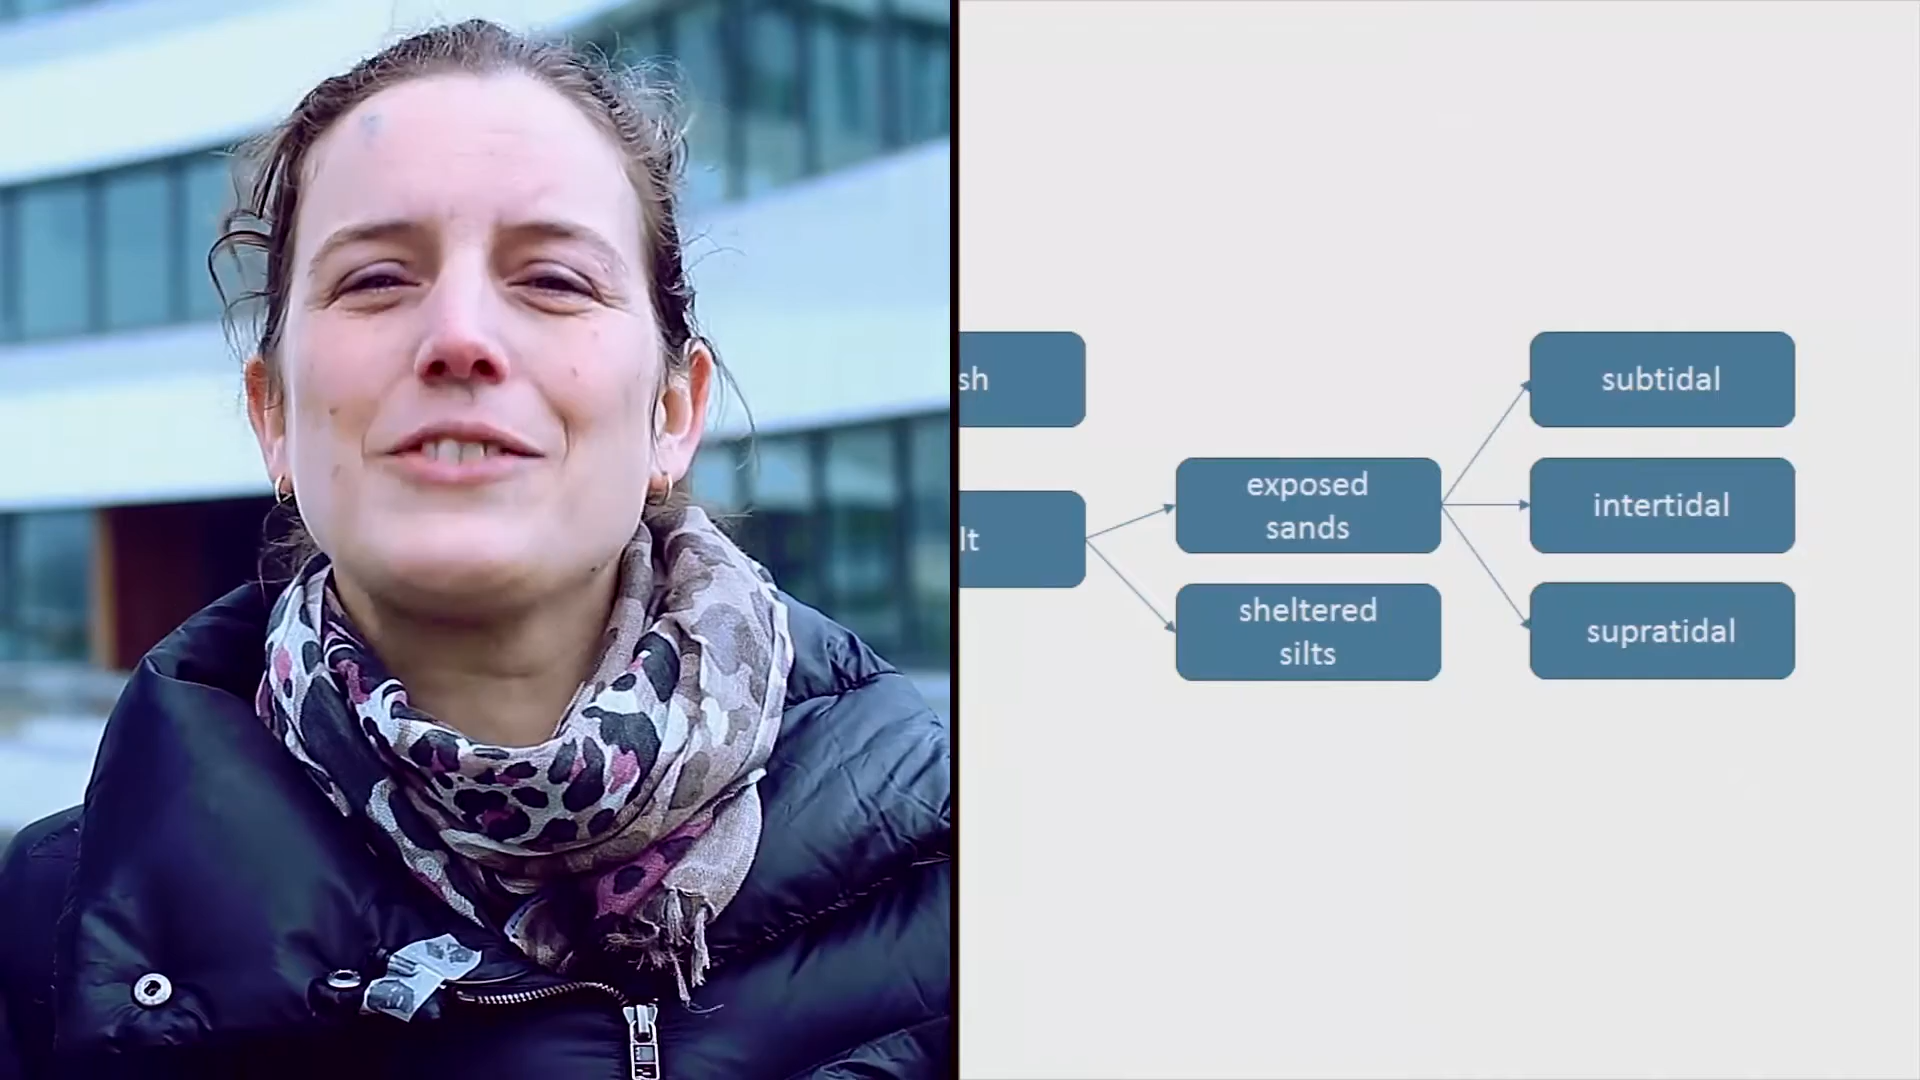 sh
lt
exposed
sands
sheltered
silts
subtidal
intertidal
supratidal